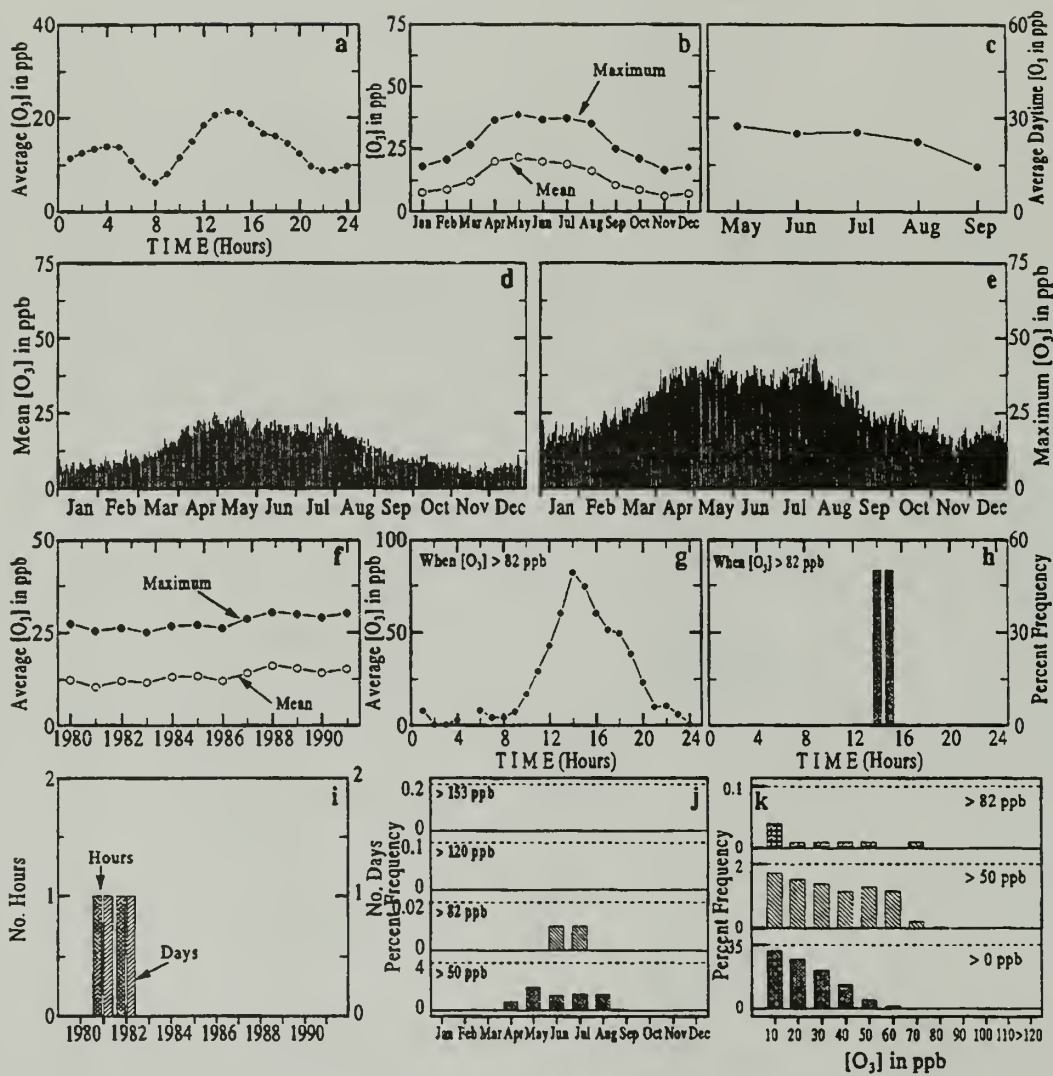 a
Average [O3] in ppb
40
20
0
0 4 8 12 16 20 24
T I M E (Hours)
b
[O3] in ppb
75
50
25
0
Maximum
Mean
Jan Feb Mar Apr May Jun Jul Aug Sep Oct Nov Dec
c
60
30
0
Average Daytime [O3 in ppb
May Jun Jul Aug Sep
d
Mean [O3] in ppb
75
50
25
0
Jan Feb Mar Apr May Jun Jul Aug Sep Oct Nov Dec
e
75
50
25
0
Maximum [O3] in ppb
Jan Feb Mar Apr May Jun Jul Aug Sep Oct Nov Dec
f
Average [O3] in ppb
50
25
0
Maximum
Mean
1980 1982 1984 1986 1988 1990
g
When [O3] > 82 ppb
Average [O3] in ppb
100
50
0
0 4 8 12 16 20 24
T I M E (Hours)
h
When [O3] > 82 ppb
60
30
0
Percent Frequency
0 4 8 12 16 20 24
T I M E (Hours)
i
No. Hours
2
1
0
Hours
Days
2
1
0
No. Days
1980 1982 1984 1986 1988 1990
j
Percent Frequency
0.2
> 153 ppb
0
0.1
> 120 ppb
0
0.02
> 82 ppb
0
4
> 50 ppb
0
Jan Feb Mar Apr May Jun Jul Aug Sep Oct Nov Dec
k
Percent Frequency
0.1
> 82 ppb
0
2
> 50 ppb
0
35
> 0 ppb
0
10 20 30 40 50 60 70 80 90 100 110 >120
[O3] in ppb